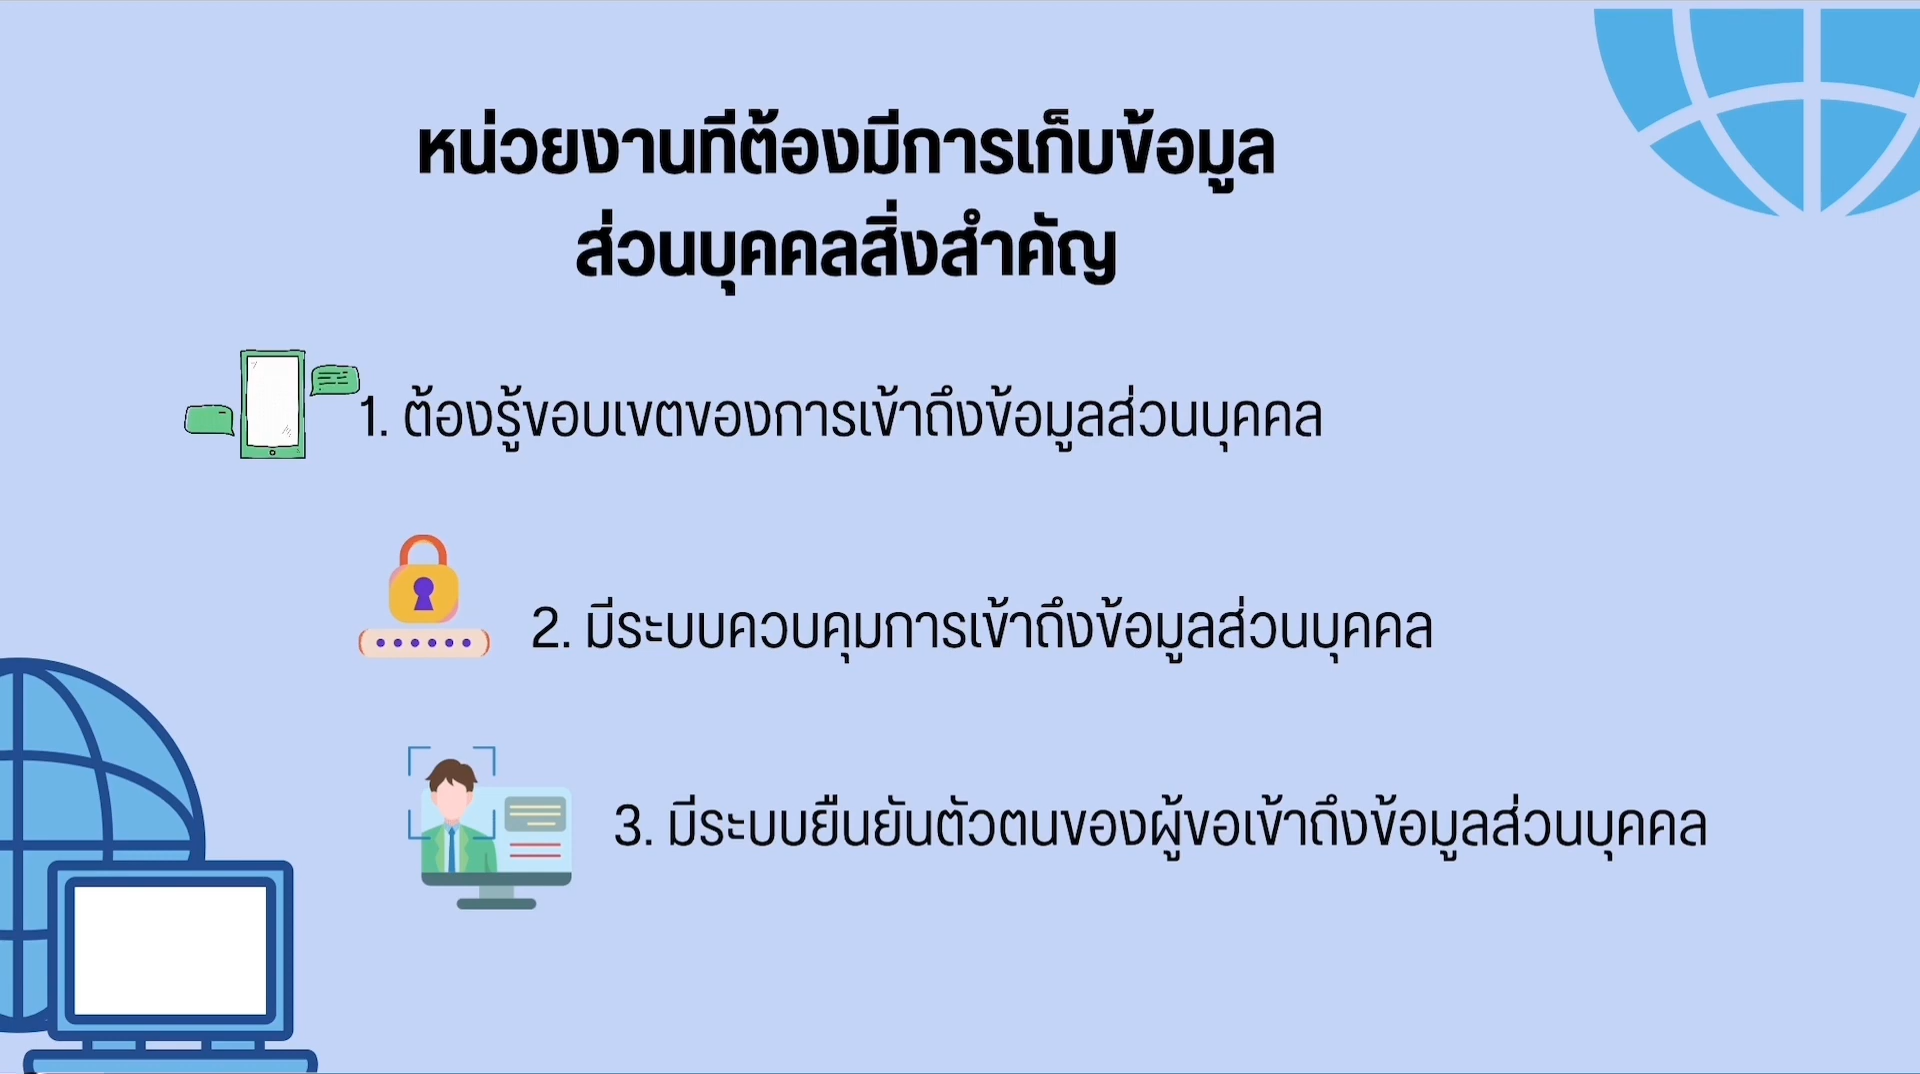 หน่วยงานที่ต้องมีการเก็บข้อมูล
ส่วนบุคคลสิ่งสำคัญ
1. ต้องรู้ขอบเขตของการเข้าถึงข้อมูลส่วนบุคคล
2. มีระบบควบคุมการเข้าถึงข้อมูลส่วนบุคคล
3. มีระบบยืนยันตัวตนของผู้ขอเข้าถึงข้อมูลส่วนบุคคล